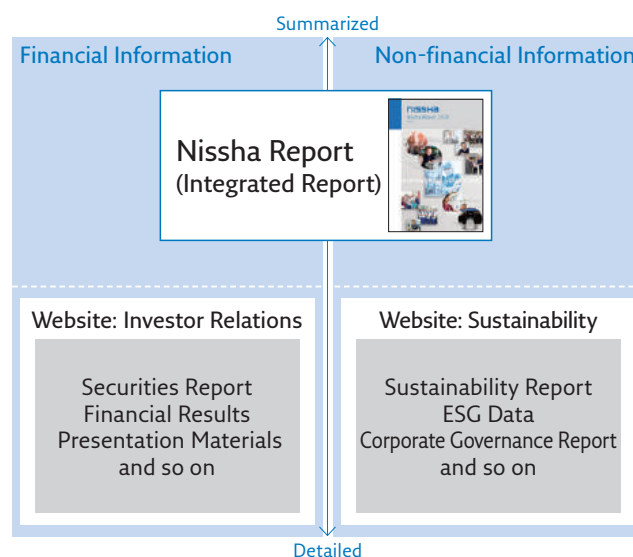 Summarized
Financial Information
Non-financial Information
Nissha Report
(Integrated Report)
nissha
Website: Investor Relations
Securities Report
Financial Results
Presentation Materials
and so on
Website: Sustainability
Sustainability Report
ESG Data
Corporate Governance Report
and so on
Detailed